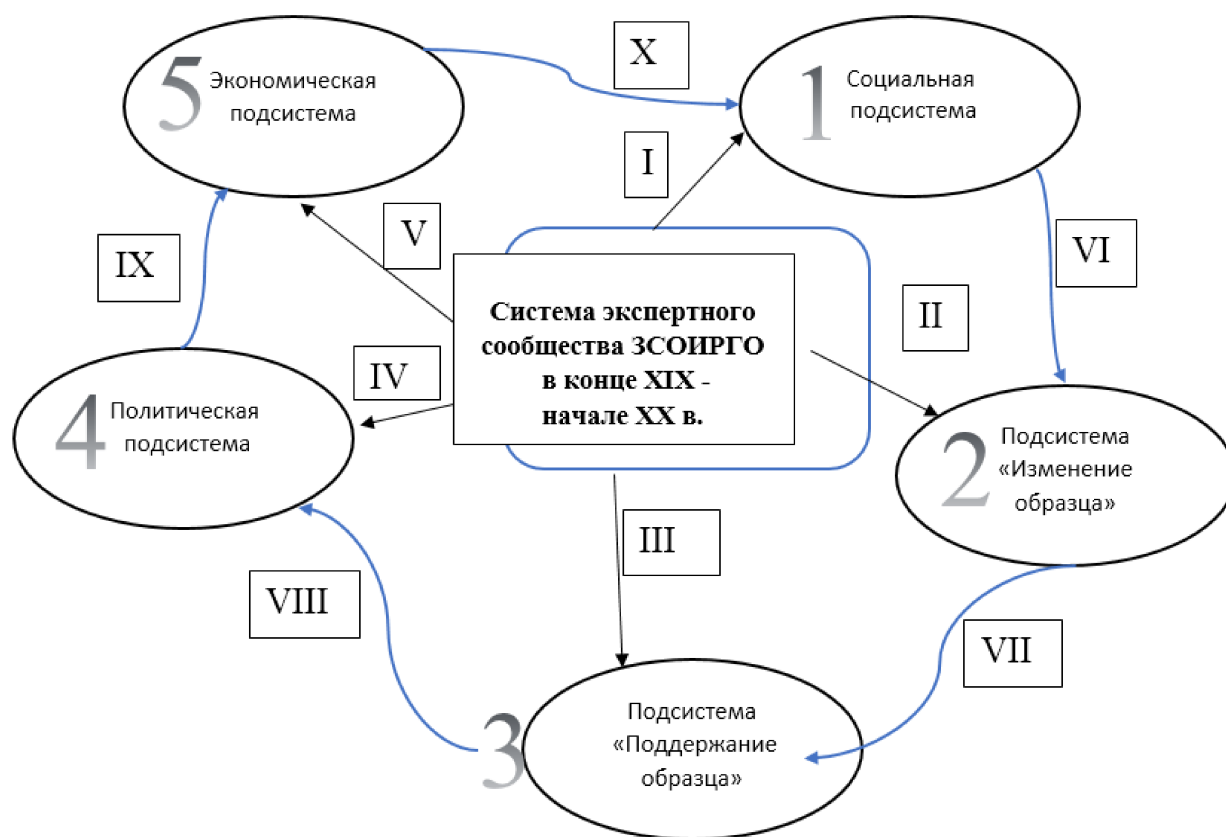 5
Экономическая
подсистема
X
1
Социальная
подсистема
I
V
IX
VI
II
Система экспертного
сообщества ЗСОИРГО
в конце XIX -
начале XX в.
IV
4
Политическая
подсистема
2
Подсистема
«Изменение
образца»
III
VIII
VII
3
Подсистема
«Поддержание
образца»